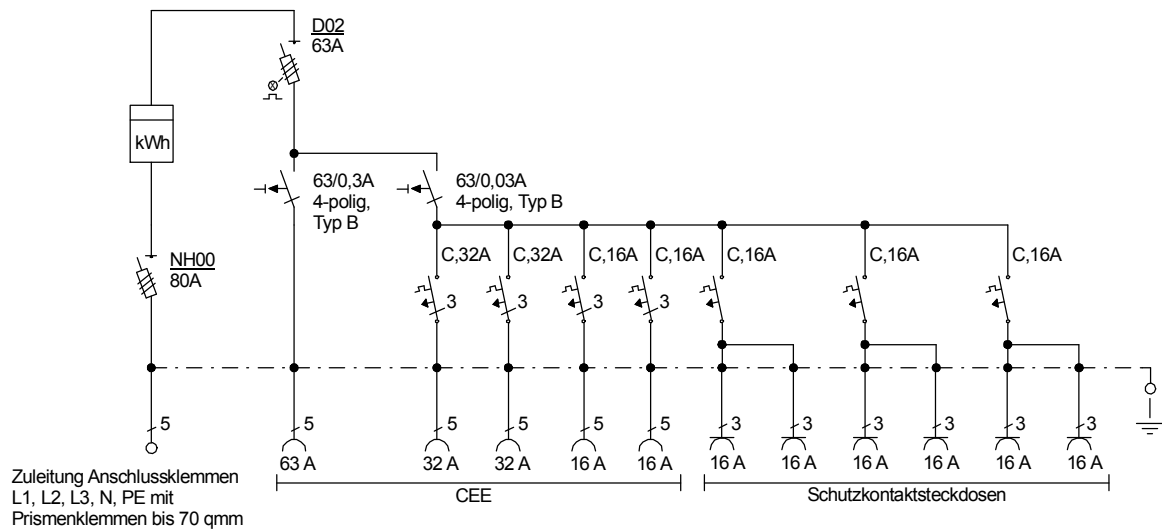 D02
63A
kWh
63/0,3A
4-polig,
Typ B
63/0,03A
4-polig, Typ B
NH00
80A
C,32A
C,32A
C,16A
C,16A
C,16A
C,16A
C,16A
3
3
3
3
5
5
5
5
5
5
3
3
3
3
3
3
63 A
32 A
32 A
16 A
16 A
16 A
16 A
16 A
16 A
16 A
16 A
CEE
Schutzkontaktsteckdosen
Zuleitung Anschlussklemmen
L1, L2, L3, N, PE mit
Prismenklemmen bis 70 qmm